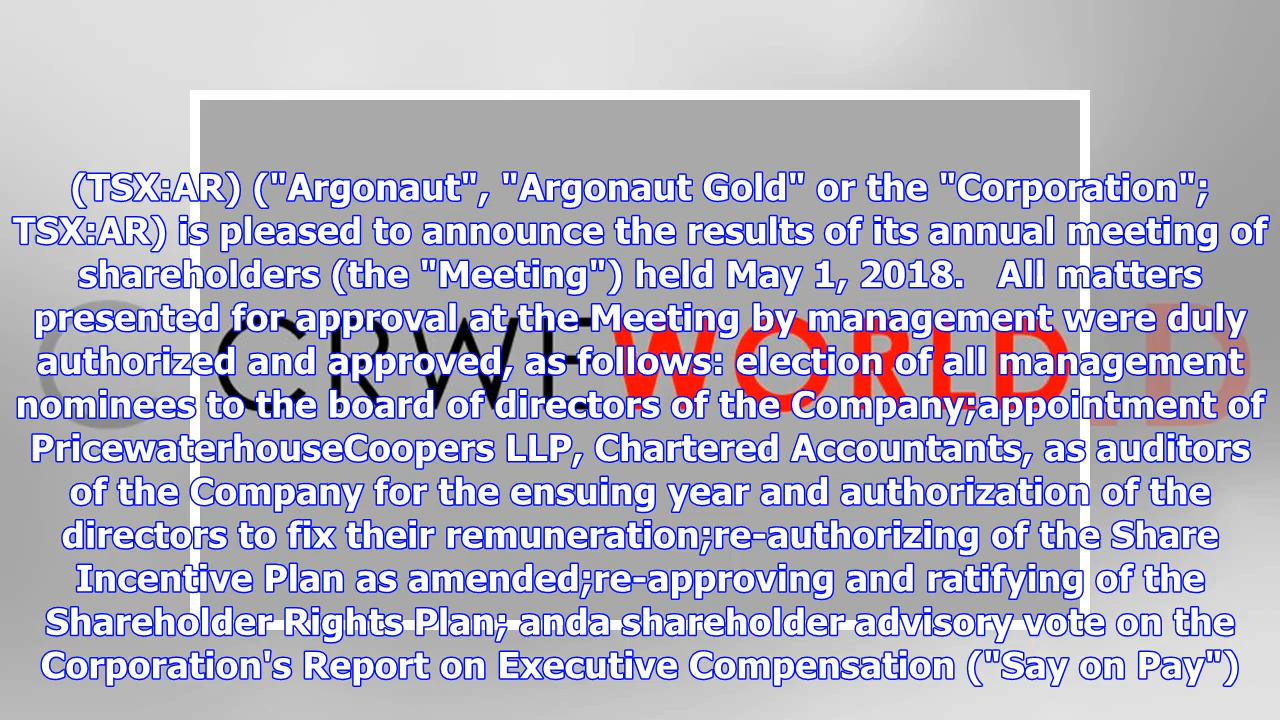 (TSX:AR) ("Argonaut", "Argonaut Gold" or the "Corporation";
TSX:AR) is pleased to announce the results of its annual meeting of
shareholders (the "Meeting") held May 1, 2018.   All matters
presented for approval at the Meeting by management were duly
authorized and approved, as follows: election of all management
nominees to the board of directors of the Company;appointment of
PricewaterhouseCoopers LLP, Chartered Accountants, as auditors
of the Company for the ensuing year and authorization of the
directors to fix their remuneration;re-authorizing of the Share
Incentive Plan as amended;re-approving and ratifying of the
Shareholder Rights Plan; anda shareholder advisory vote on the
Corporation's Report on Executive Compensation ("Say on Pay")
CRWEWORLD
C D